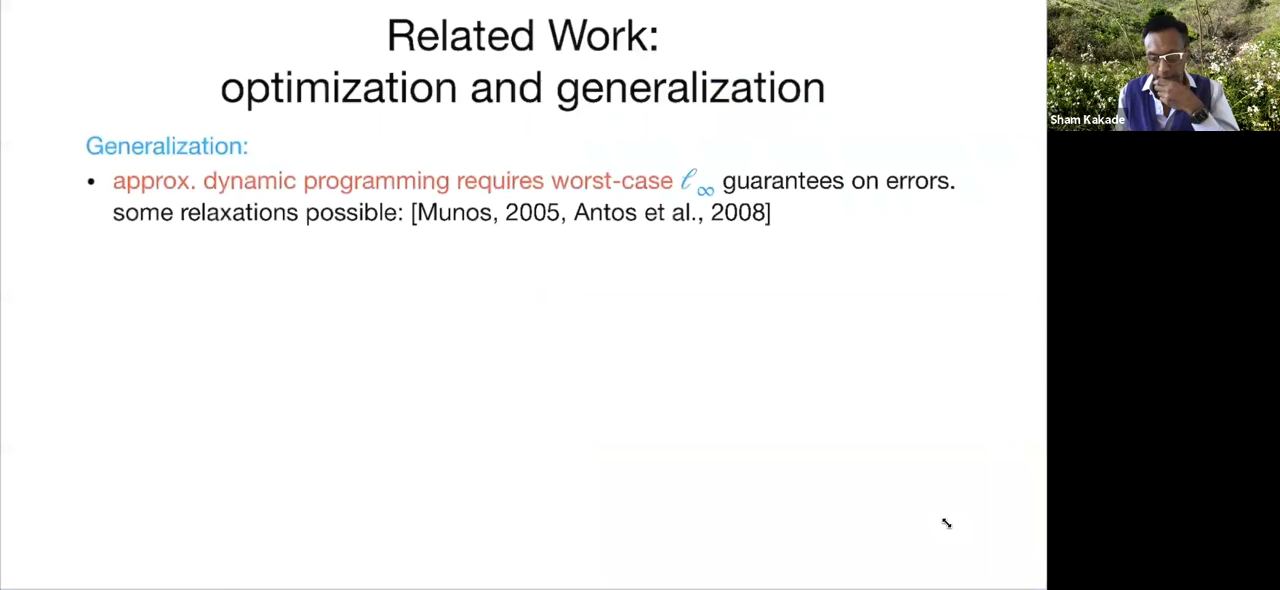 Related Work:
optimization and generalization
Generalization:
• approx. dynamic programming requires worst-case ℓ∞ guarantees on errors.
some relaxations possible: [Munos, 2005, Antos et al., 2008]
Sham Kakade